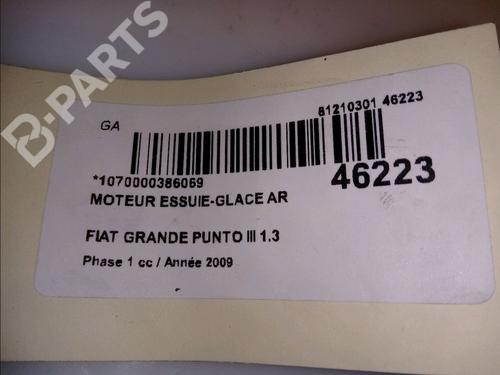 B-PARTS
GA
81210301 46223
*1070000386069
46223
MOTEUR ESSUIE-GLACE AR
FIAT GRANDE PUNTO III 1.3
Phase 1 cc / Année 2009